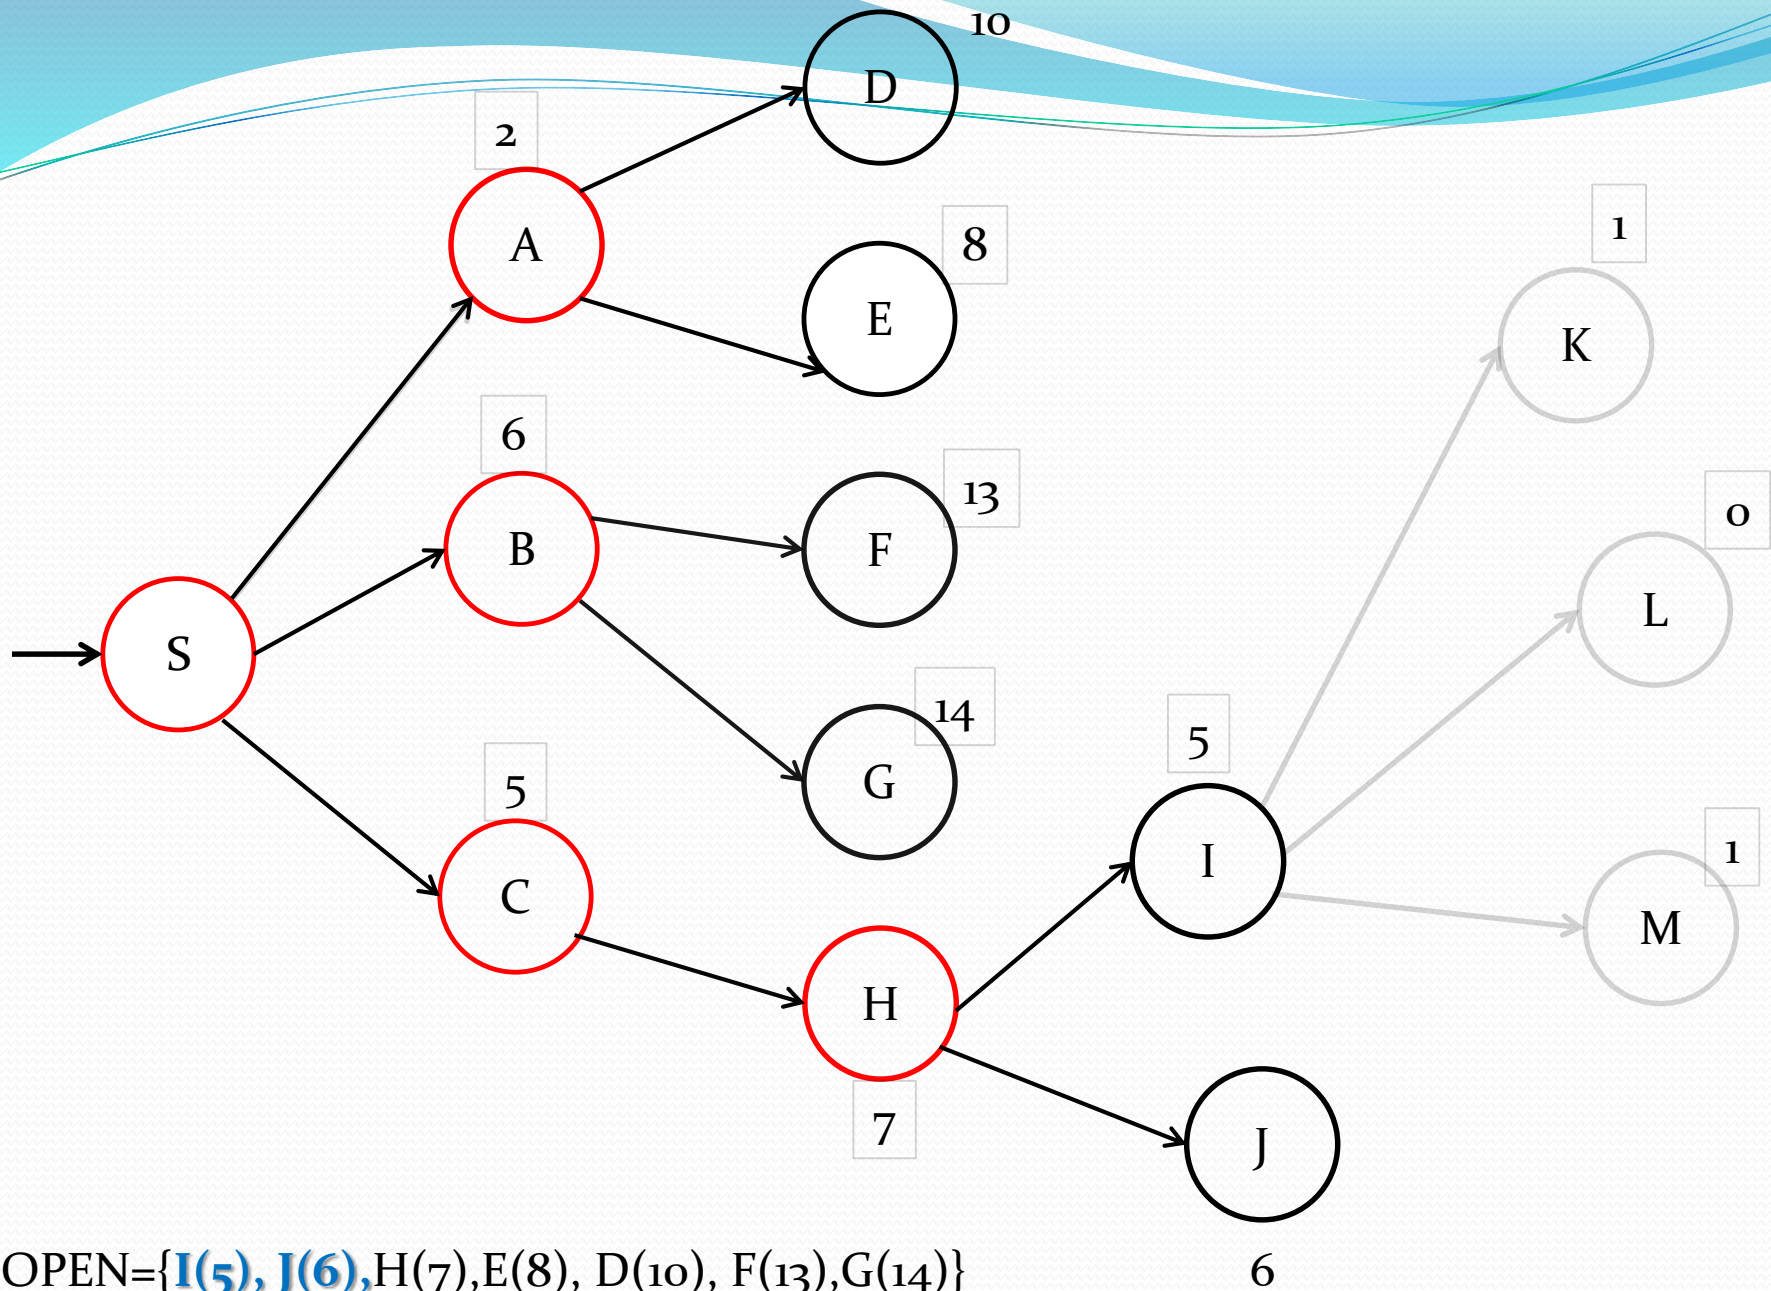 10
D
2
A
8
E
1
K
6
B
13
F
0
L
S
14
G
5
I
5
C
1
M
H
7
J
OPEN={I(5), J(6),H(7),E(8), D(10), F(13),G(14)}
6